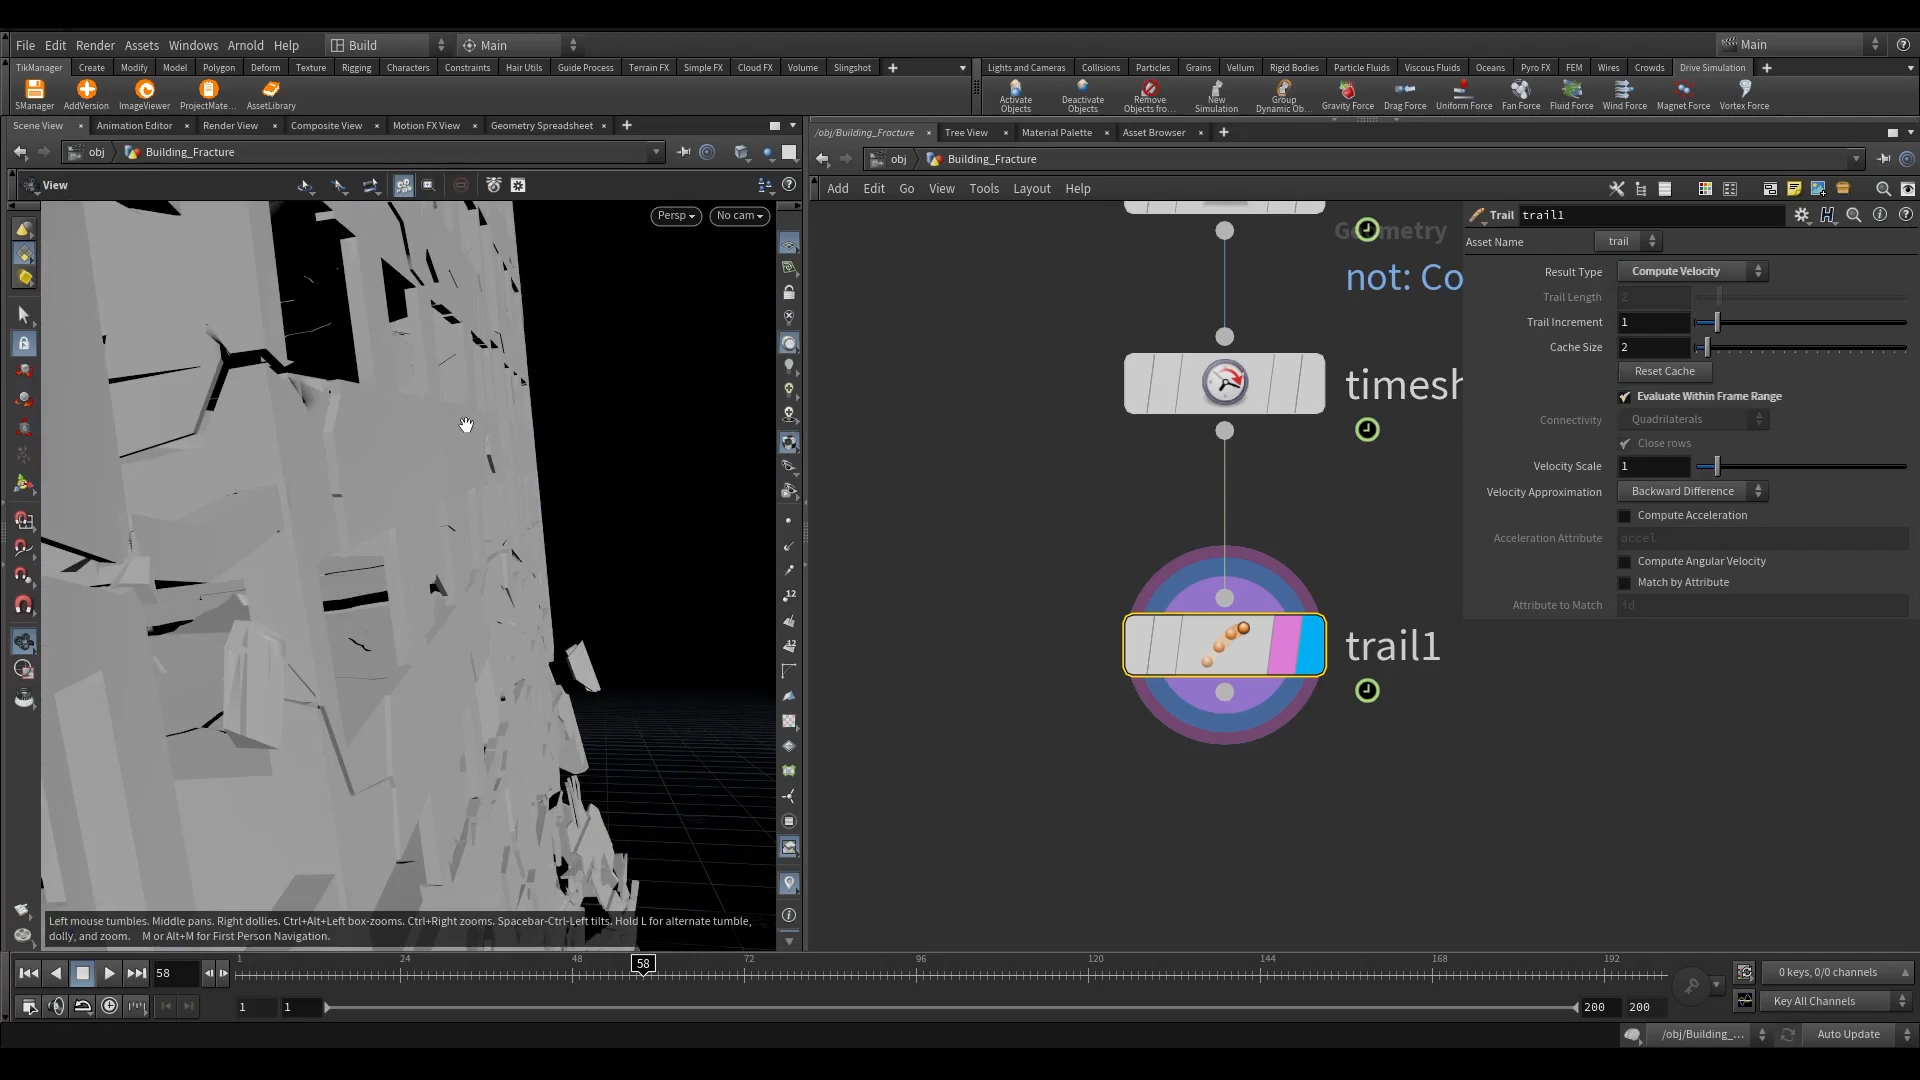 File Edit Render Assets Windows Arnold Help Build Main Main
TikManager Create Modify Model Polygon Deform Texture Rigging Characters Constraints Hair Utils Guide Process Terrain FX Simple FX Cloud FX Volume Slingshot
Lights and Cameras Collisions Particles Grains Vellum Rigid Bodies Particle Fluids Viscous Fluids Oceans Pyro FX FEM Wires Crowds Drive Simulation
SManager AddVersion ImageViewer ProjectMate... AssetLibrary
Activate Objects Deactivate Objects Remove Objects fro... New Simulation Group Dynamic Ob... Gravity Force Drag Force Uniform Force Fan Force Fluid Force Wind Force Magnet Force Vortex Force
Scene View Animation Editor Render View Composite View Motion FX View Geometry Spreadsheet
/obj/Building_Fracture Tree View Material Palette Asset Browser
obj Building_Fracture
obj Building_Fracture
View
Add Edit Go View Tools Layout Help
Persp No cam
Geometry
not: Co
timesh
trail1
Trail trail1
Asset Name trail
Result Type Compute Velocity
Trail Length 2
Trail Increment 1
Cache Size 2
Reset Cache
Evaluate Within Frame Range
Connectivity Quadrilaterals
Close rows
Velocity Scale 1
Velocity Approximation Backward Difference
Compute Acceleration
Acceleration Attribute accel
Compute Angular Velocity
Match by Attribute
Attribute to Match id
12
12
Left mouse tumbles. Middle pans. Right dollies. Ctrl+Alt+Left box-zooms. Ctrl+Right zooms. Spacebar-Ctrl-Left tilts. Hold L for alternate tumble,
dolly, and zoom. M or Alt+M for First Person Navigation.
58 1 24 48 58 72 96 120 144 168 192
0 keys, 0/0 channels
1 1 200 200
Key All Channels
/obj/Building_... Auto Update